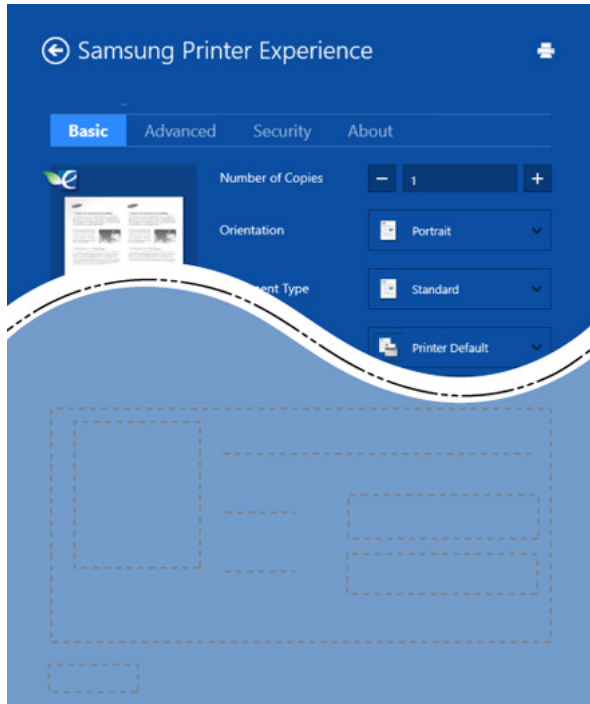 Samsung Printer Experience
Basic Advanced Security About
Number of Copies 1
Orientation Portrait
Type Standard
Printer Default